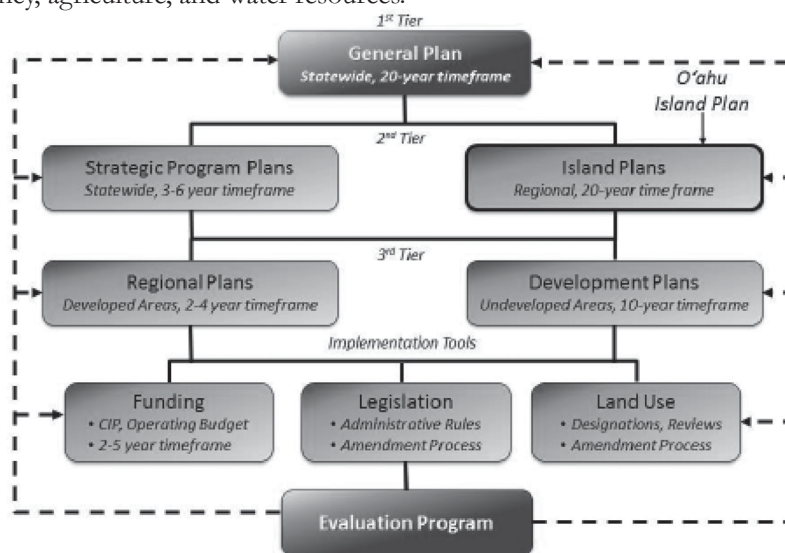 ncy, agriculture, and water resources.
1st Tier
General Plan
Statewide, 20-year timeframe
Oʻahu
Island Plan
2nd Tier
Strategic Program Plans
Statewide, 3-6 year timeframe
Island Plans
Regional, 20-year time frame
3rd Tier
Regional Plans
Developed Areas, 2-4 year timeframe
Development Plans
Undeveloped Areas, 10-year timeframe
Implementation Tools
Funding
• CIP, Operating Budget
• 2-5 year timeframe
Legislation
• Administrative Rules
• Amendment Process
Land Use
• Designations, Reviews
• Amendment Process
Evaluation Program